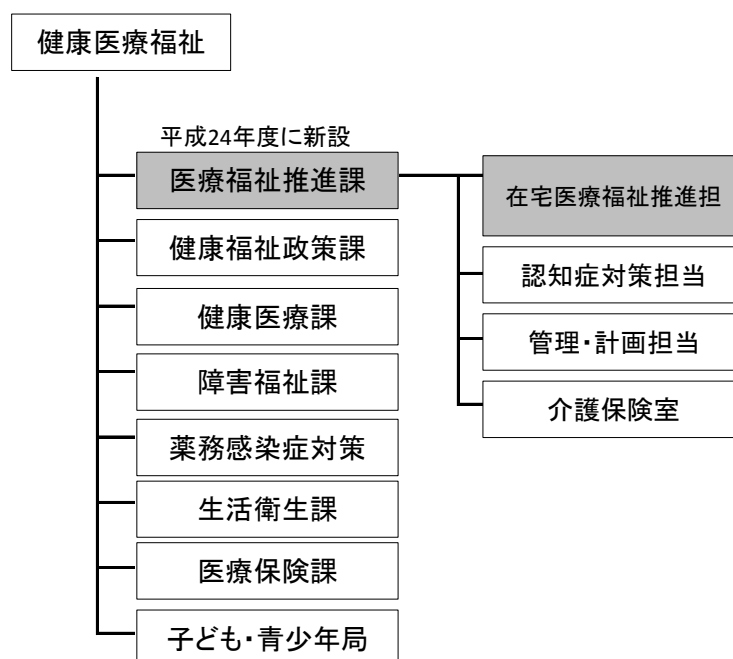 健康医療福祉
平成24年度に新設
医療福祉推進課
健康福祉政策課
健康医療課
障害福祉課
薬務感染症対策
生活衛生課
医療保険課
子ども・青少年局
在宅医療福祉推進担
認知症対策担当
管理・計画担当
介護保険室